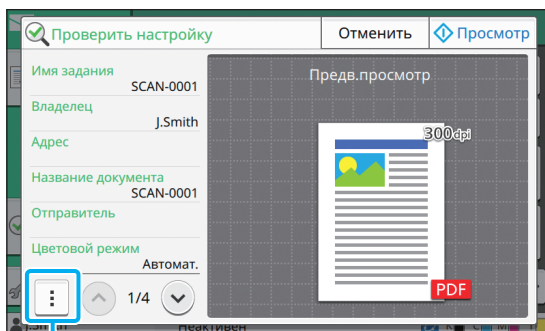 Проверить настройку
Отменить
Просмотр
Имя задания
SCAN-0001
Владелец
J.Smith
Адрес
Название документа
SCAN-0001
Отправитель
Цветовой режим
Автомат.
1/4
Предв.просмотр
300dpi
PDF